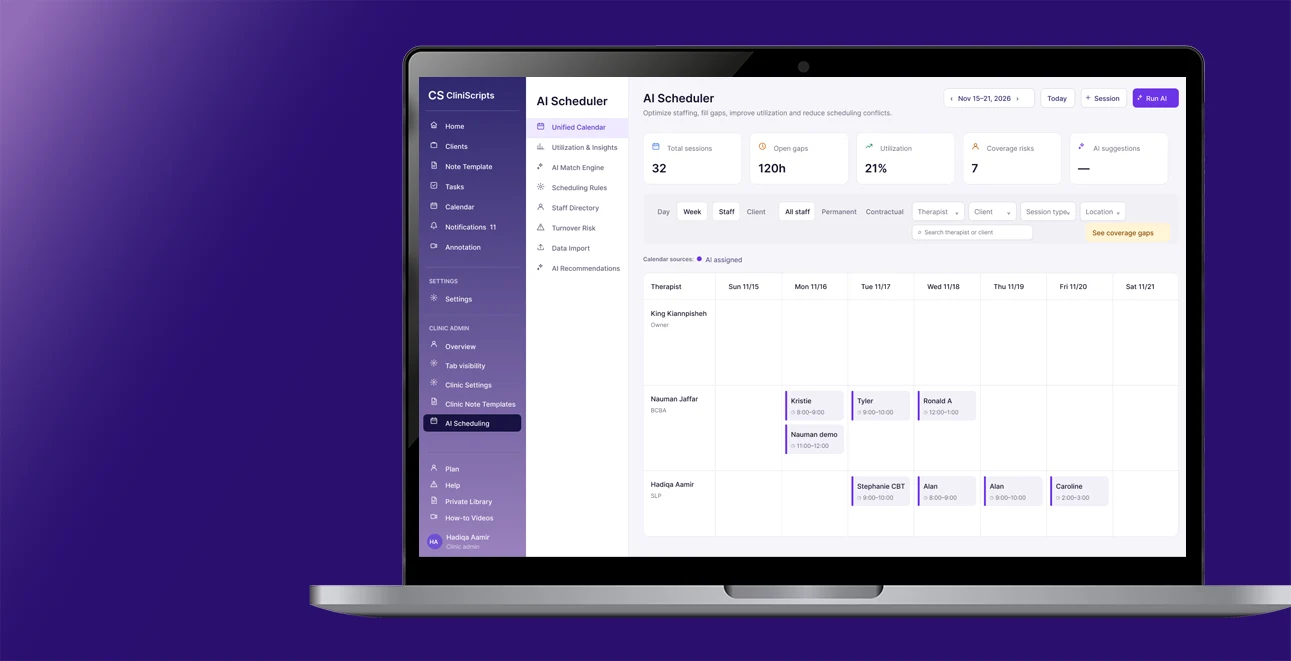 CS CliniScripts
Home
Clients
Note Template
Tasks
Calendar
Notifications 11
Annotation
SETTINGS
Settings
CLINIC ADMIN
Overview
Tab visibility
Clinic Settings
Clinic Note Templates
AI Scheduling
Plan
Help
Private Library
How-to Videos
HA
Hadiqa Aamir
Clinic admin
AI Scheduler
Unified Calendar
Utilization & Insights
AI Match Engine
Scheduling Rules
Staff Directory
Turnover Risk
Data Import
AI Recommendations
AI Scheduler
Optimize staffing, fill gaps, improve utilization and reduce scheduling conflicts.
‹ Nov 15–21, 2026 ›
Today
+ Session
Run AI
Total sessions
32
Open gaps
120h
Utilization
21%
Coverage risks
7
AI suggestions
—
Day Week Staff Client All staff Permanent Contractual Therapist Client Session type Location
Search therapist or client
See coverage gaps
Calendar sources: AI assigned
Therapist Sun 11/15 Mon 11/16 Tue 11/17 Wed 11/18 Thu 11/19 Fri 11/20 Sat 11/21
King Kiannpisheh
Owner
Nauman Jaffar
BCBA
Kristie
8:00–9:00
Nauman demo
11:00–12:00
Tyler
9:00–10:00
Ronald A
12:00–1:00
Hadiqa Aamir
SLP
Stephanie CBT
9:00–10:00
Alan
8:00–9:00
Alan
9:00–10:00
Caroline
2:00–3:00